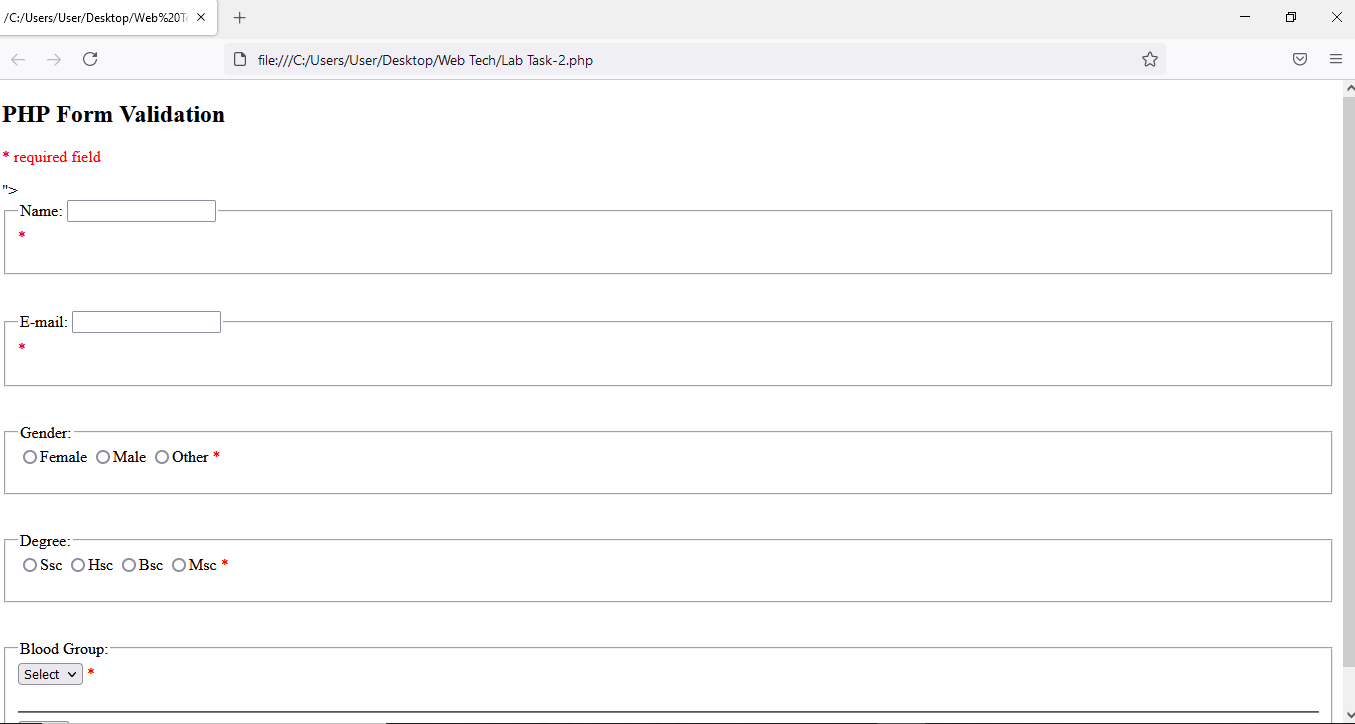 /C:/Users/User/Desktop/Web%20Te
file:///C:/Users/User/Desktop/Web Tech/Lab Task-2.php
PHP Form Validation
* required field
">
Name:
*
E-mail:
*
Gender:
Female Male Other *
Degree:
Ssc Hsc Bsc Msc *
Blood Group:
Select *